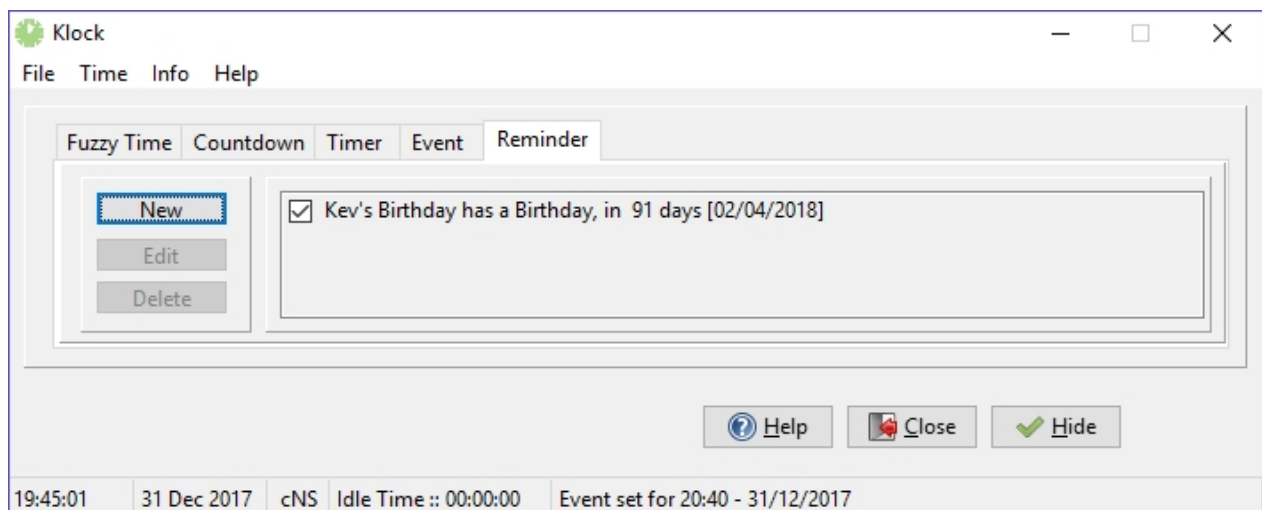 Klock
File Time Info Help
Fuzzy Time Countdown Timer Event Reminder
New
Edit
Delete
Kev's Birthday has a Birthday, in  91 days [02/04/2018]
Help Close Hide
19:45:01 31 Dec 2017 cNS Idle Time :: 00:00:00 Event set for 20:40 - 31/12/2017